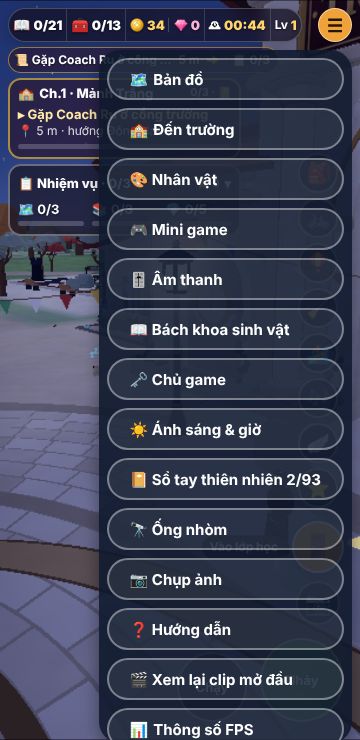 0/21 0/13 34 0 00:44 Lv 1
Gặp Coach
Ch.1
Gặp Coach
5 m · hướng
Nhiệm vụ
0/3
Bản đồ
Đến trường
Nhân vật
Mini game
Âm thanh
Bách khoa sinh vật
Chủ game
Ánh sáng & giờ
Sổ tay thiên nhiên 2/93
Ống nhòm
Vào lớp học
Chụp ảnh
Hướng dẫn
Xem lại clip mở đầu
Thông số FPS